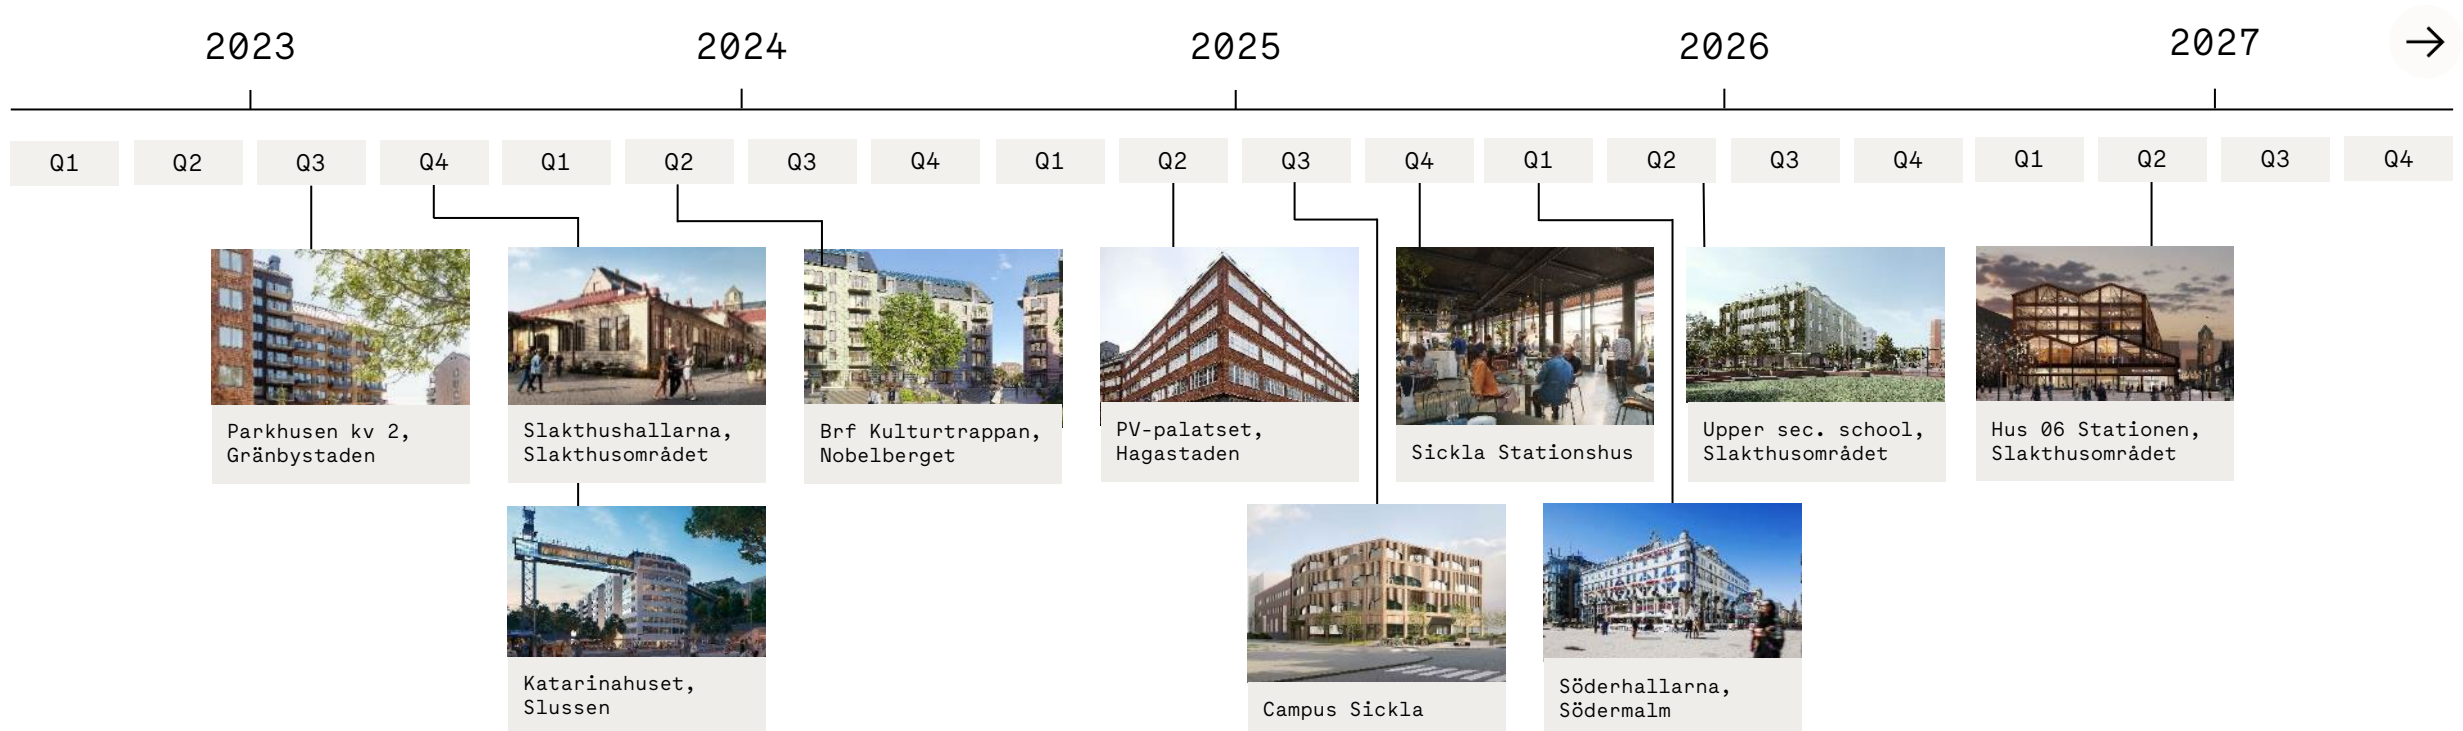 2023
2024
2025
2026
2027
Q1 Q2 Q3 Q4 Q1 Q2 Q3 Q4 Q1 Q2 Q3 Q4 Q1 Q2 Q3 Q4 Q1 Q2 Q3 Q4
Parkhusen kv 2,
Gränbystaden
Slakthushallarna,
Slakthusområdet
Brf Kulturtrappan,
Nobelberget
PV-palatset,
Hagastaden
Sickla Stationshus
Upper sec. school,
Slakthusområdet
Hus 06 Stationen,
Slakthusområdet
Katarinahuset,
Slussen
Campus Sickla
Söderhallarna,
Södermalm